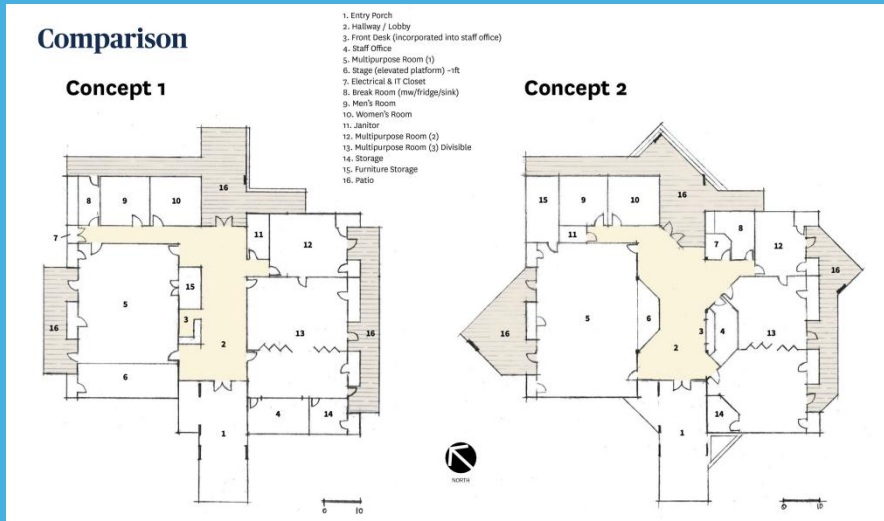 Comparison
1. Entry Porch
2. Hallway / Lobby
3. Front Desk (incorporated into staff office)
4. Staff Office
5. Multipurpose Room (1)
6. Stage (elevated platform) ~1ft
7. Electrical & IT Closet
8. Break Room (mw/fridge/sink)
9. Men's Room
10. Women's Room
11. Janitor
12. Multipurpose Room (2)
13. Multipurpose Room (3) Divisible
14. Storage
15. Furniture Storage
16. Patio
Concept 1
16
8 9 10
7
11
12
15
5
3
13
16
16
2
6
4
14
1
0 10
NORTH
Concept 2
15 9 10
16
11
7
8
12
16
16
5
6
3
4
13
2
14
1
0 10